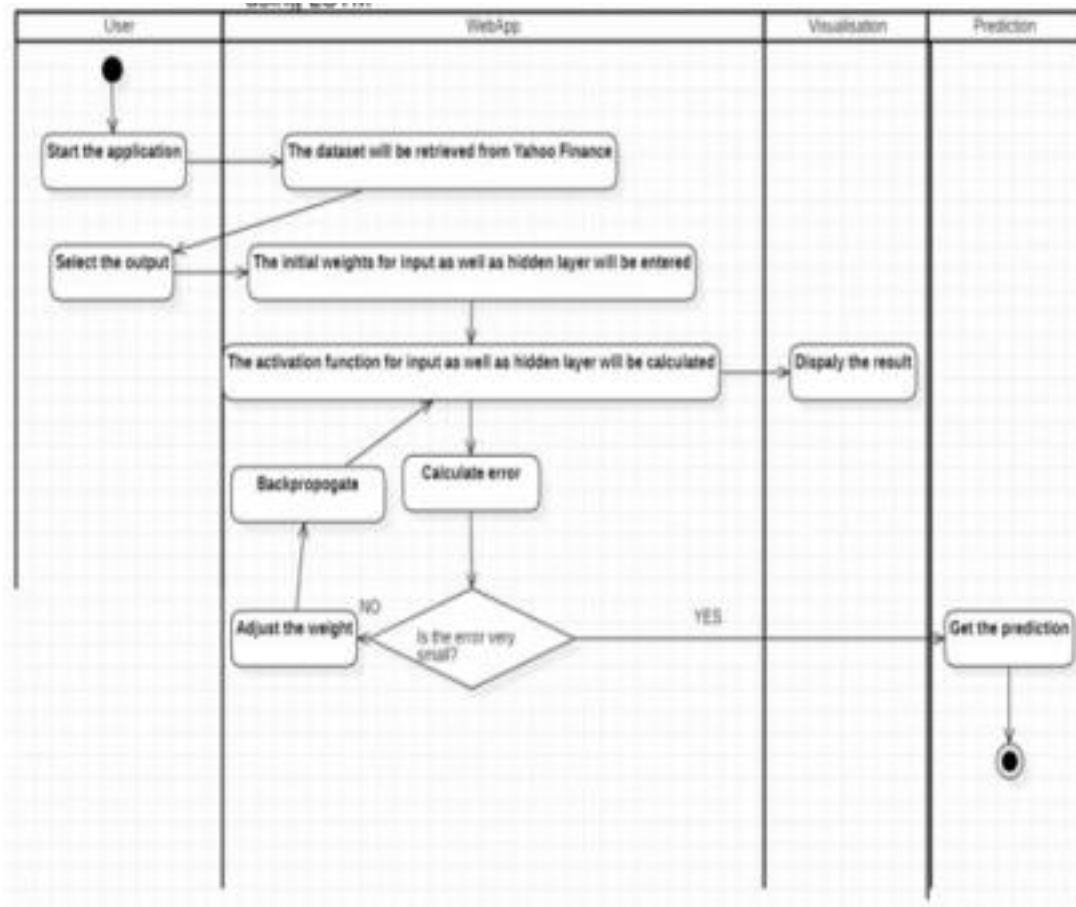 User WebApp Visualisation Prediction
Start the application
The dataset will be retrieved from Yahoo Finance
Select the output
The initial weights for input as well as hidden layer will be entered
The activation function for input as well as hidden layer will be calculated
Dispaly the result
Backpropogate
Calculate error
NO
YES
Adjust the weight
Is the error very
small?
Get the prediction